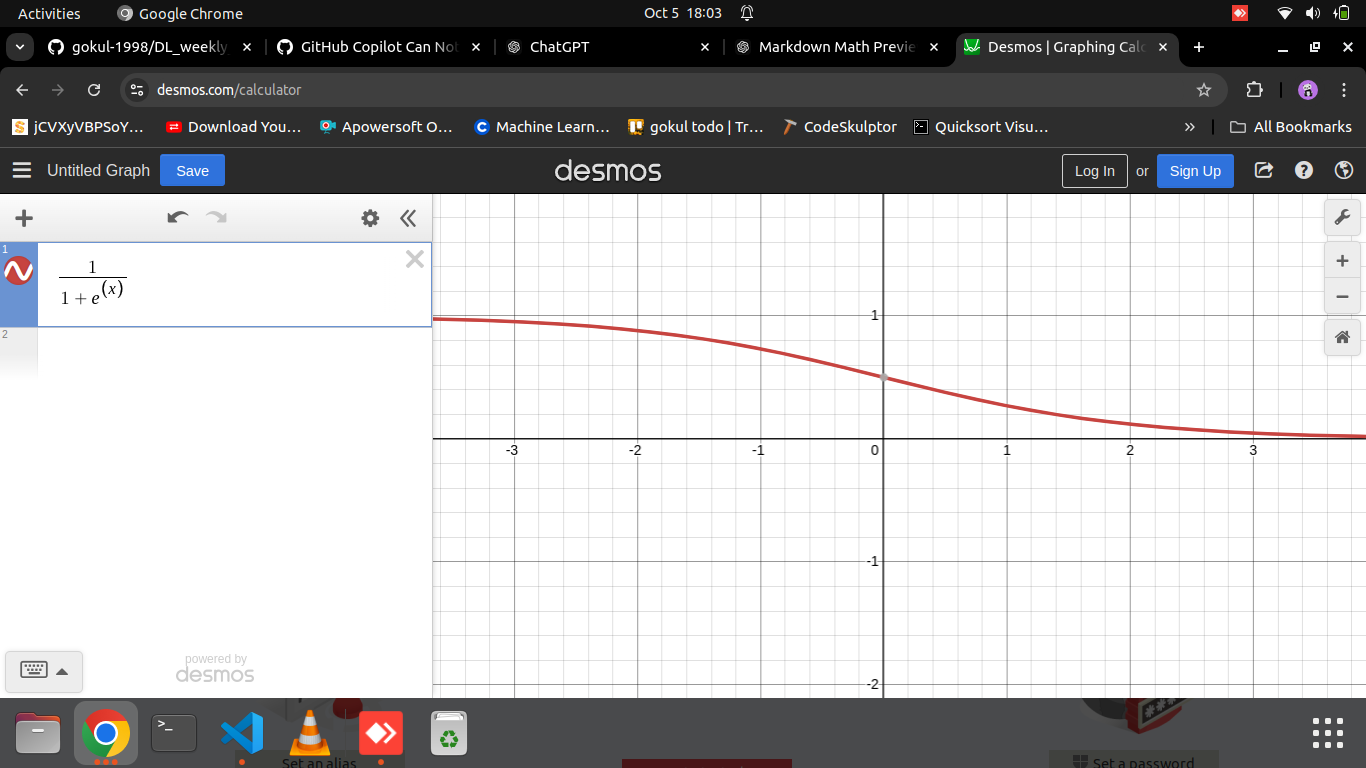 Activities Google Chrome Oct 5 18:03
gokul-1998/DL_weekly GitHub Copilot Can No ChatGPT Markdown Math Previe Desmos | Graphing Calc
desmos.com/calculator
jCVXyVBPSoY... Download You... Apowersoft O... Machine Learn... gokul todo | Tr... CodeSkulptor Quicksort Visu... » All Bookmarks
Untitled Graph Save desmos Log In or Sign Up
1
1
1 + e^(x)
2
1
-3 -2 -1 0 1 2 3
-1
-2
powered by
desmos
Set an alias Set a password